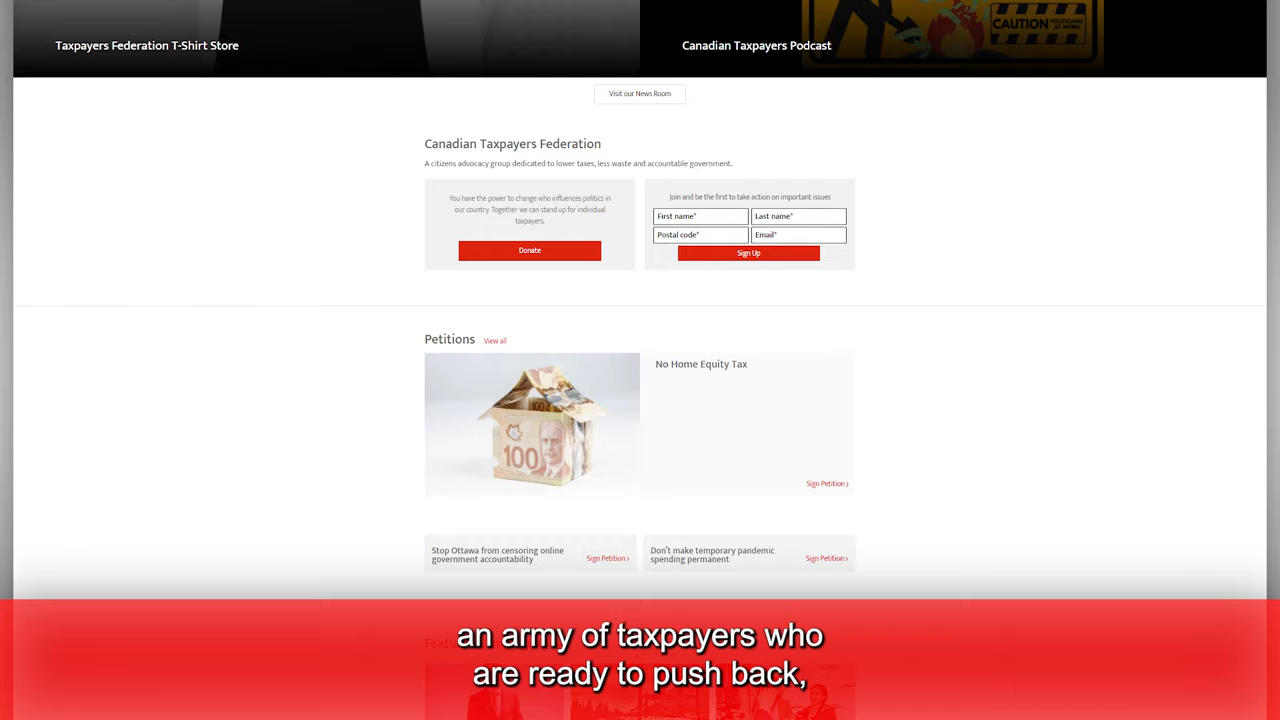 Taxpayers Federation T-Shirt Store
Canadian Taxpayers Podcast
CAUTION POLITICIANS AT WORK!
Visit our News Room
Canadian Taxpayers Federation
A citizens advocacy group dedicated to lower taxes, less waste and accountable government.
You have the power to change who influences politics in
our country. Together we can stand up for individual
taxpayers.
Donate
Join and be the first to take action on important issues
First name*
Last name*
Postal code*
Email*
Sign Up
Petitions View all
No Home Equity Tax
100
100
Sign Petition ›
Stop Ottawa from censoring online
government accountability
Sign Petition ›
Don't make temporary pandemic
spending permanent
Sign Petition ›
an army of taxpayers who
are ready to push back,